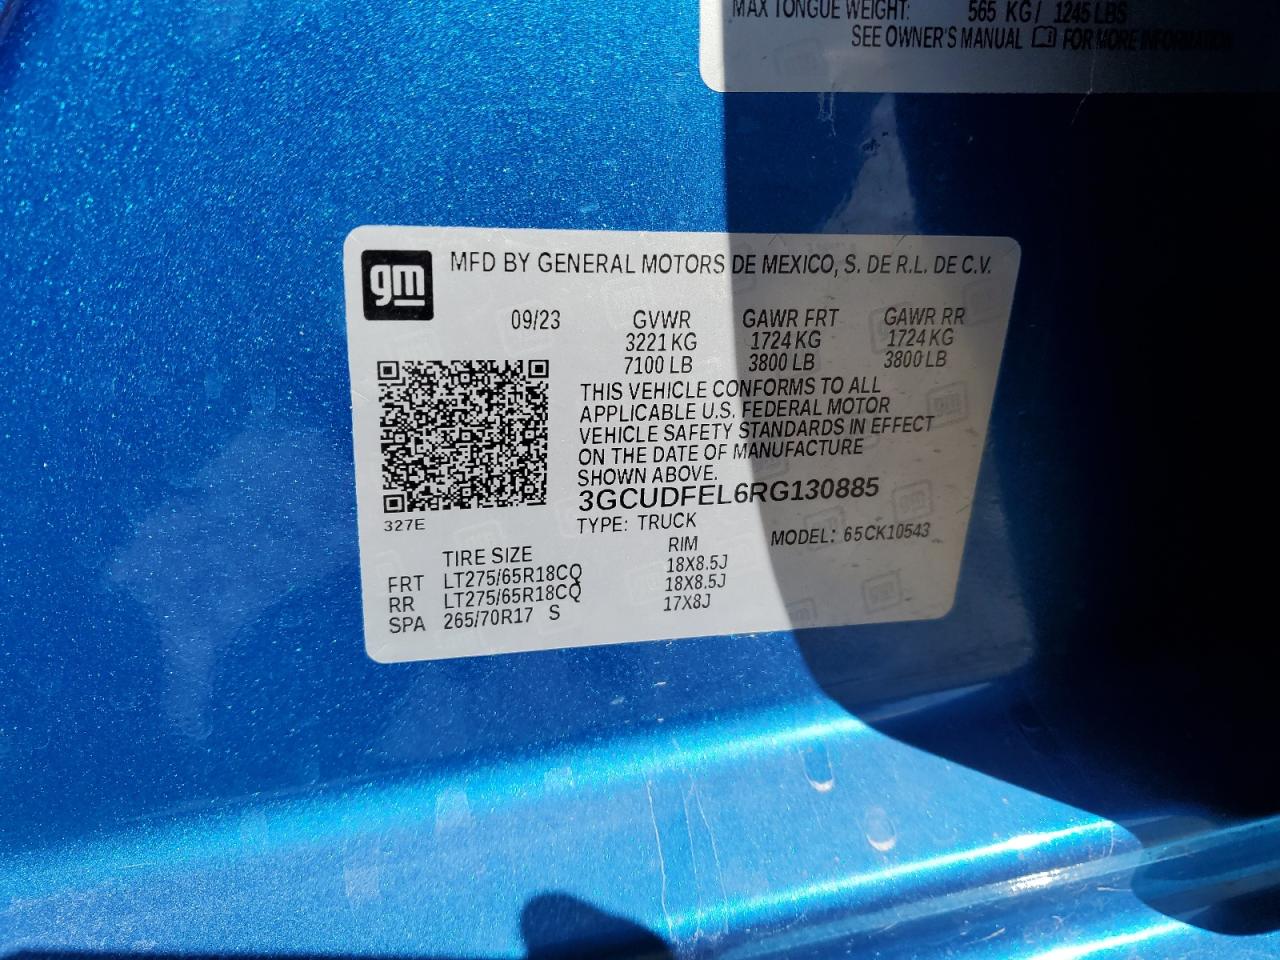 MAX TONGUE WEIGHT: 565 KG/ 1245 LBS
SEE OWNER'S MANUAL FOR MORE INFORMATION
gm MFD BY GENERAL MOTORS DE MEXICO, S. DE R.L. DE C.V.
09/23 GVWR GAWR FRT GAWR RR
3221 KG 1724 KG 1724 KG
7100 LB 3800 LB 3800 LB
THIS VEHICLE CONFORMS TO ALL
APPLICABLE U.S. FEDERAL MOTOR
VEHICLE SAFETY STANDARDS IN EFFECT
ON THE DATE OF MANUFACTURE
SHOWN ABOVE.
3GCUDFEL6RG130885
327E
TYPE: TRUCK MODEL: 65CK10543
TIRE SIZE RIM
FRT LT275/65R18CQ 18X8.5J
RR LT275/65R18CQ 18X8.5J
SPA 265/70R17 S 17X8J